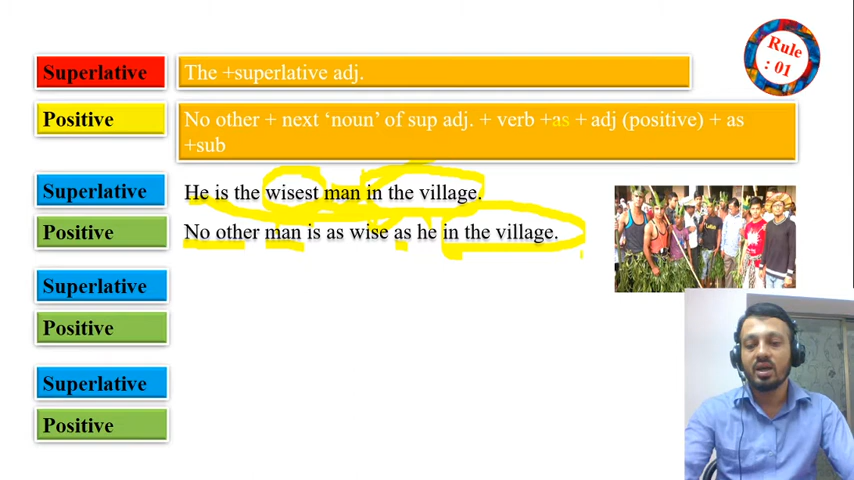 Rule
: 01
Superlative
The +superlative adj.
Positive
No other + next ‘noun’ of sup adj. + verb +as + adj (positive) + as
+sub
Superlative
He is the wisest man in the village.
Positive
No other man is as wise as he in the village.
Superlative
Positive
Superlative
Positive